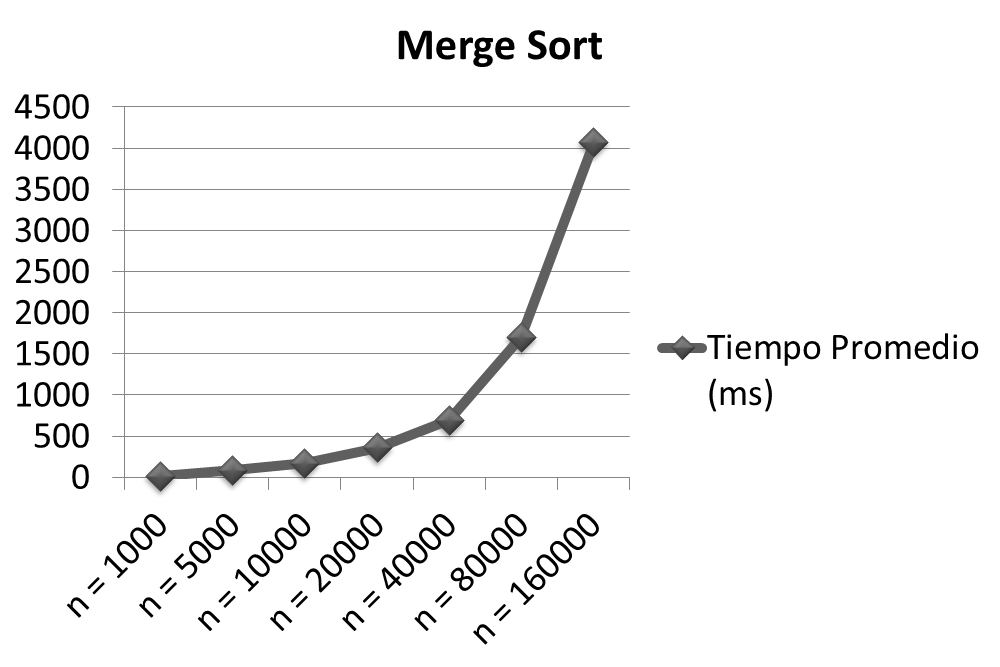 Merge Sort
4500
4000
3500
3000
2500
2000
1500
1000
500
0
n = 1000
n = 5000
n = 10000
n = 20000
n = 40000
n = 80000
n = 160000
Tiempo Promedio
(ms)